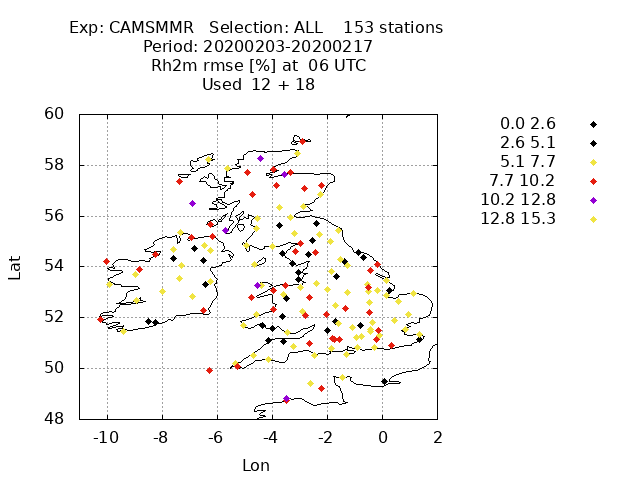 Exp: CAMSMMR Selection: ALL 153 stations
Period: 20200203-20200217
Rh2m rmse [%] at 06 UTC
Used 12 + 18
60
58
56
54
52
50
48
Lat
-10 -8 -6 -4 -2 0 2
Lon
0.0 2.6
2.6 5.1
5.1 7.7
7.7 10.2
10.2 12.8
12.8 15.3